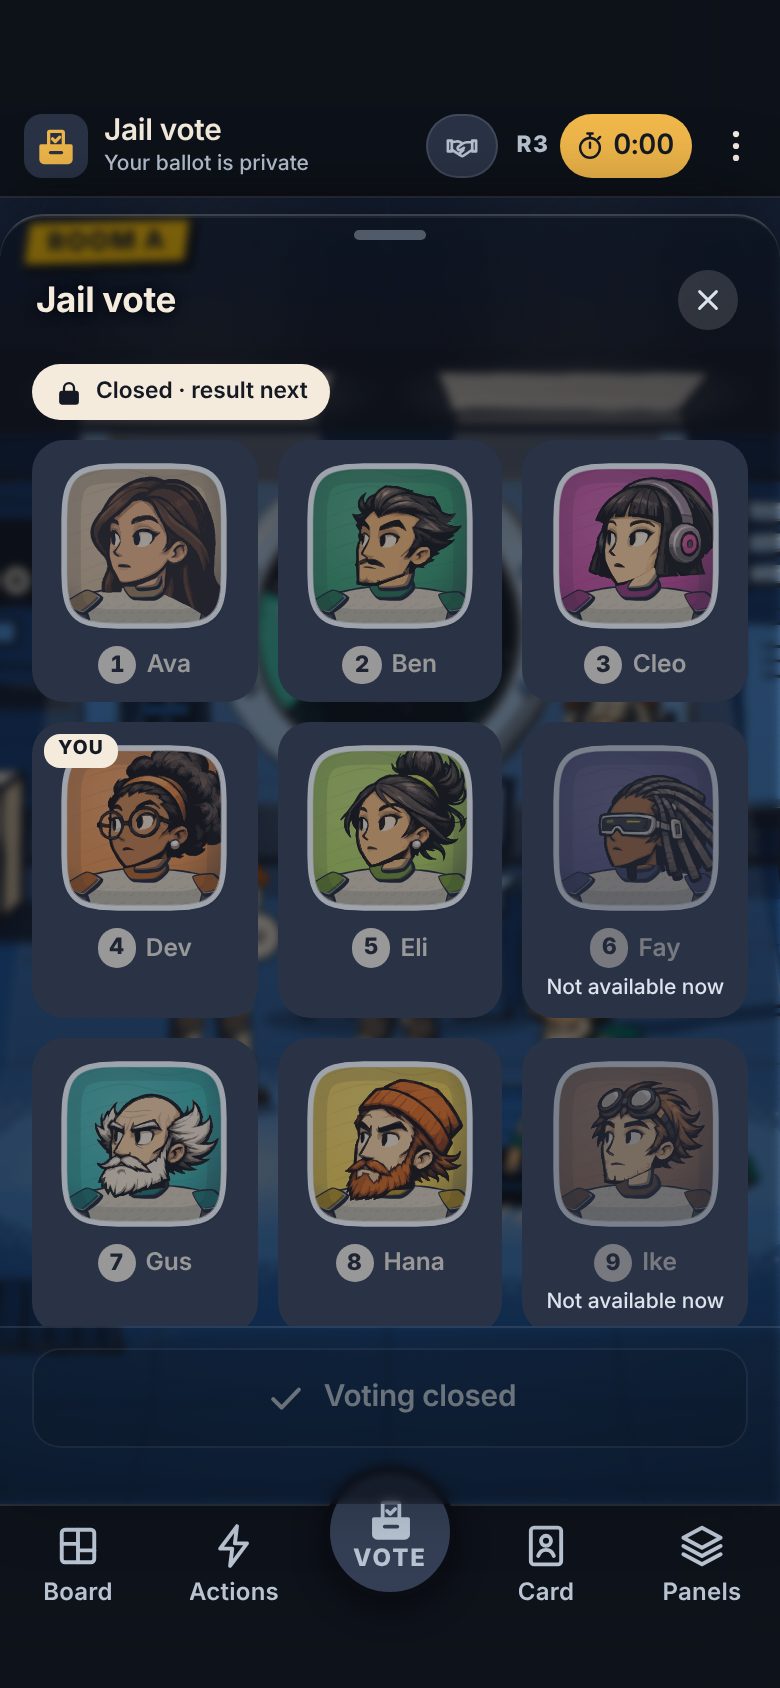 Jail vote
Your ballot is private
R3
0:00
ROOM A
Jail vote
Closed · result next
1 Ava
2 Ben
3 Cleo
YOU
4 Dev
5 Eli
6 Fay
Not available now
7 Gus
8 Hana
9 Ike
Not available now
Voting closed
VOTE
Board
Actions
Card
Panels